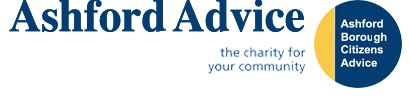 Ashford Advice
the charity for
your community
Ashford
Borough
Citizens
Advice